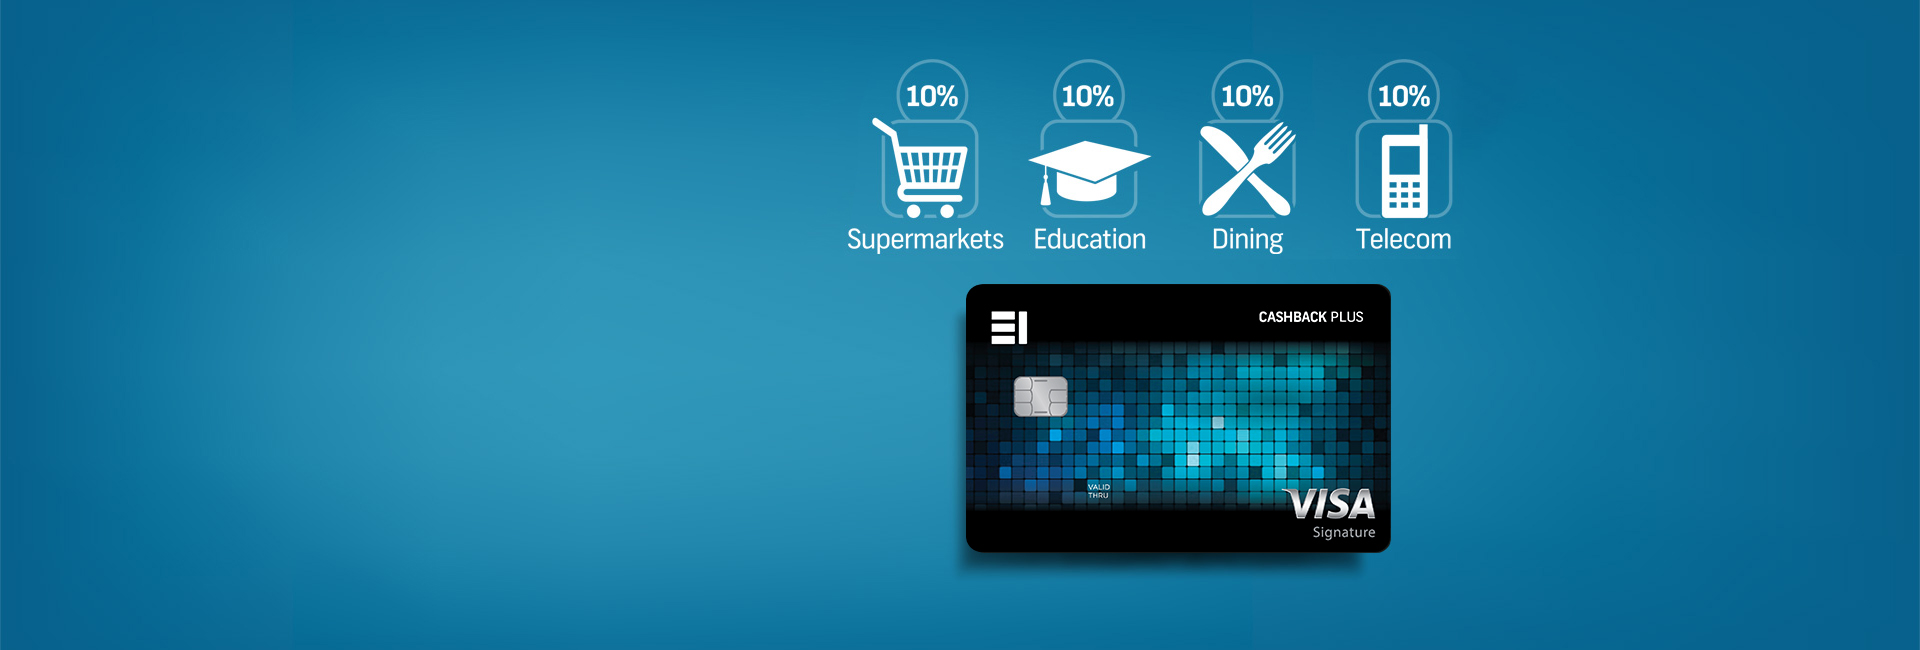 10% 10% 10% 10%
Supermarkets Education Dining Telecom
CASHBACK PLUS
VALID
THRU
VISA
Signature